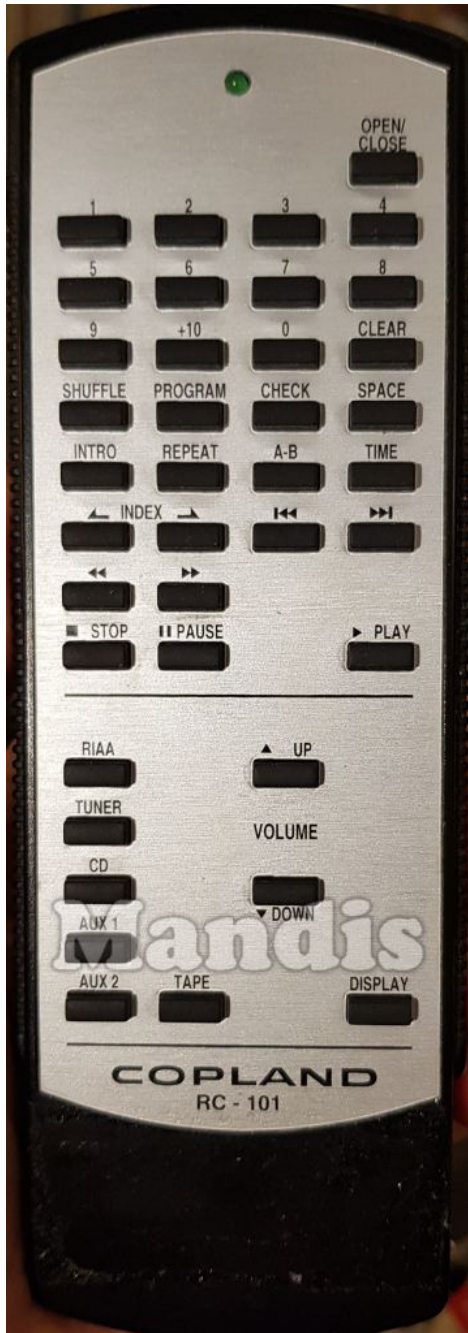 OPEN/
CLOSE
1 2 3 4
5 6 7 8
9 +10 0 CLEAR
SHUFFLE PROGRAM CHECK SPACE
INTRO REPEAT A-B TIME
INDEX
STOP PAUSE PLAY
RIAA UP
TUNER
VOLUME
CD
DOWN
AUX 1
Mandis
AUX 2 TAPE DISPLAY
COPLAND
RC - 101